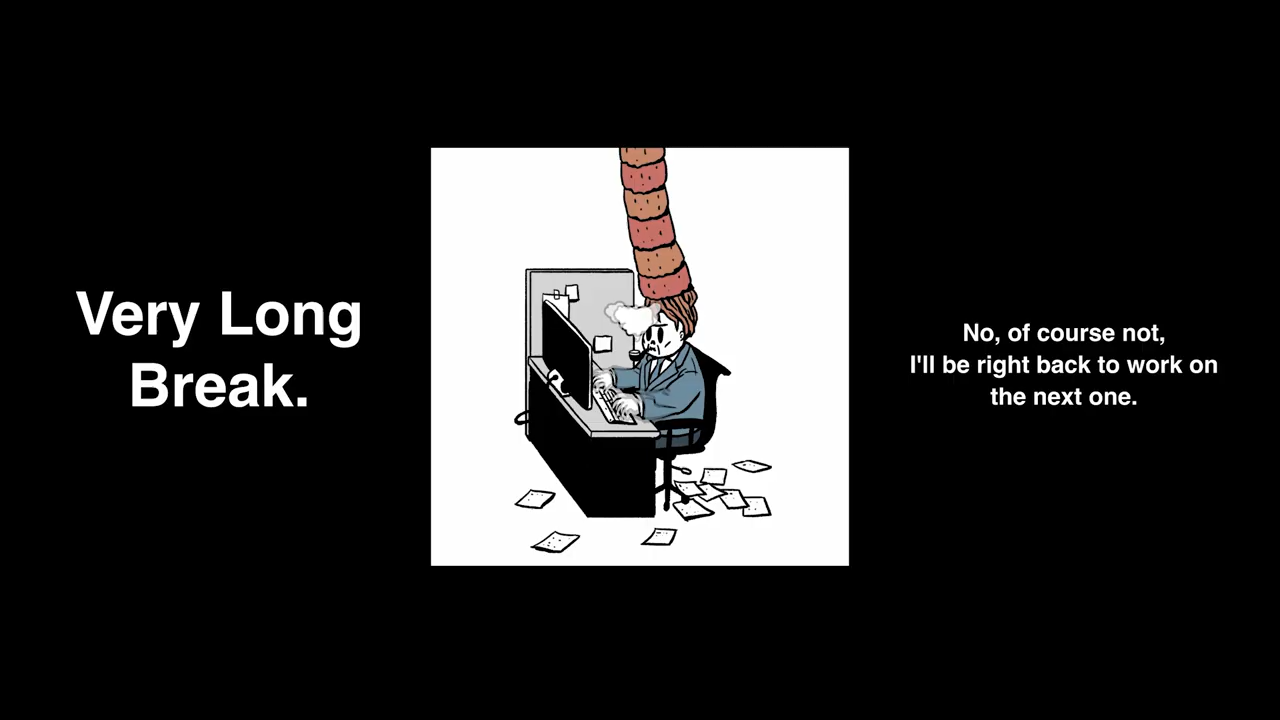 Very Long
Break.
No, of course not,
I'll be right back to work on
the next one.